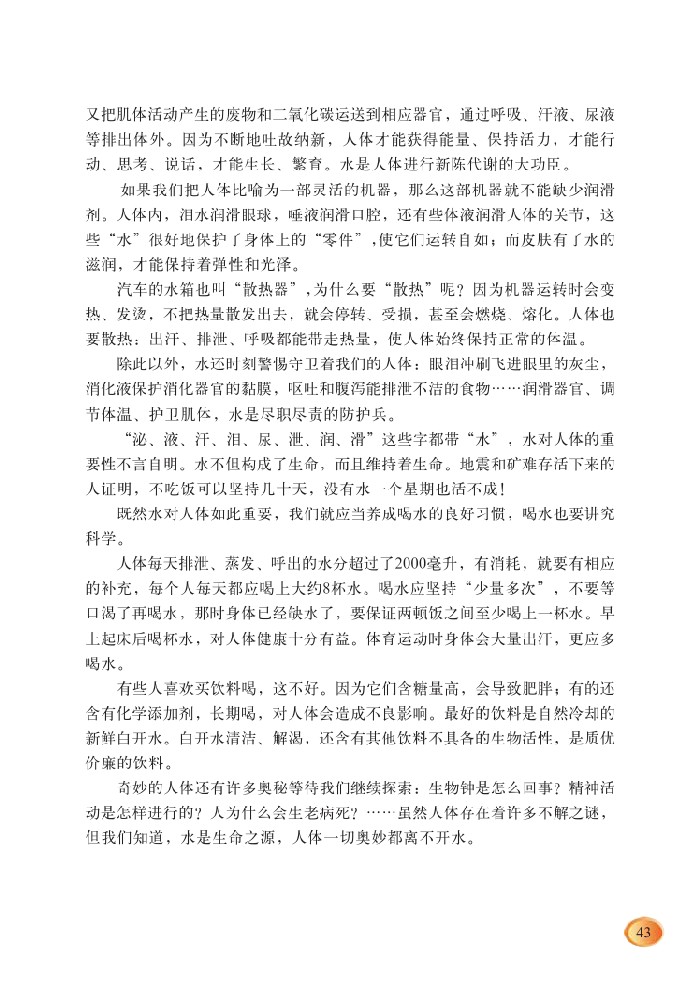 又把肌体活动产生的废物和二氧化碳运送到相应器官，通过呼吸、汗液、尿液
等排出体外。因为不断地吐故纳新，人体才能获得能量、保持活力，才能行
动、思考、说话，才能生长、繁育。水是人体进行新陈代谢的大功臣。
如果我们把人体比喻为一部灵活的机器，那么这部机器就不能缺少润滑
剂。人体内，泪水润滑眼球，唾液润滑口腔，还有些体液润滑人体的关节，这
些“水”很好地保护了身体上的“零件”,使它们运转自如；而皮肤有了水的
滋润，才能保持着弹性和光泽。
汽车的水箱也叫“散热器”,为什么要“散热”呢？因为机器运转时会变
热、发烫，不把热量散发出去，就会停转、受损，甚至会燃烧、熔化。人体也
要散热：出汗、排泄、呼吸都能带走热量，使人体始终保持正常的体温。
除此以外，水还时刻警惕守卫着我们的人体：眼泪冲刷飞进眼里的灰尘，
消化液保护消化器官的黏膜，呕吐和腹泻能排泄不洁的食物……润滑器官、调
节体温、护卫肌体，水是尽职尽责的防护兵。
“泌、液、汗、泪、尿、泄、润、滑”这些字都带“水”，水对人体的重
要性不言自明。水不但构成了生命，而且维持着生命。地震和矿难存活下来的
人证明，不吃饭可以坚持几十天，没有水一个星期也活不成！
既然水对人体如此重要，我们就应当养成喝水的良好习惯，喝水也要讲究
科学。
人体每天排泄、蒸发、呼出的水分超过了2000毫升，有消耗，就要有相应
的补充，每个人每天都应喝上大约8杯水。喝水应坚持“少量多次”，不要等
口渴了再喝水，那时身体已经缺水了，要保证两顿饭之间至少喝上一杯水。早
上起床后喝杯水，对人体健康十分有益。体育运动时身体会大量出汗，更应多
喝水。
有些人喜欢买饮料喝，这不好。因为它们含糖量高，会导致肥胖；有的还
含有化学添加剂，长期喝，对人体会造成不良影响。最好的饮料是自然冷却的
新鲜白开水。白开水清洁、解渴，还含有其他饮料不具备的生物活性，是质优
价廉的饮料。
奇妙的人体还有许多奥秘等待我们继续探索：生物钟是怎么回事？精神活
动是怎样进行的？人为什么会生老病死？……虽然人体存在着许多不解之谜，
但我们知道，水是生命之源，人体一切奥妙都离不开水。
43